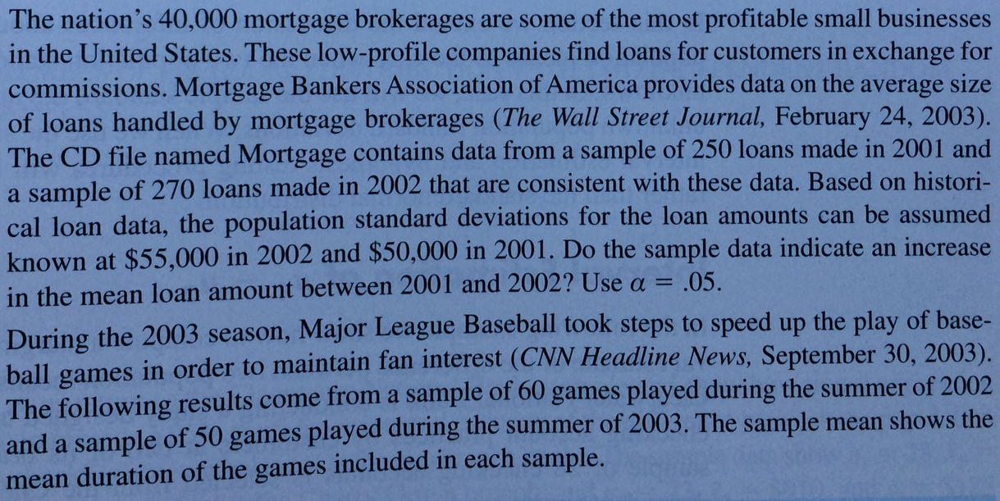 The nation's 40,000 mortgage brokerages are some of the most profitable small businesses
in the United States. These low-profile companies find loans for customers in exchange for
commissions. Mortgage Bankers Association of America provides data on the average size
of loans handled by mortgage brokerages (The Wall Street Journal, February 24, 2003).
The CD file named Mortgage contains data from a sample of 250 loans made in 2001 and
a sample of 270 loans made in 2002 that are consistent with these data. Based on histori-
cal loan data, the population standard deviations for the loan amounts can be assumed
known at $55,000 in 2002 and $50,000 in 2001. Do the sample data indicate an increase
in the mean loan amount between 2001 and 2002? Use α = .05.
During the 2003 season, Major League Baseball took steps to speed up the play of base-
ball games in order to maintain fan interest (CNN Headline News, September 30, 2003).
The following results come from a sample of 60 games played during the summer of 2002
and a sample of 50 games played during the summer of 2003. The sample mean shows the
mean duration of the games included in each sample.